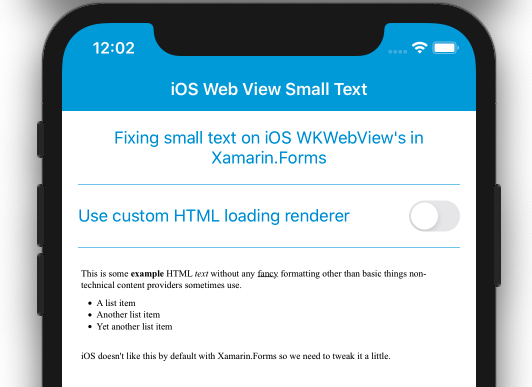 12:02
iOS Web View Small Text
Fixing small text on iOS WKWebView's in
Xamarin.Forms
Use custom HTML loading renderer
This is some example HTML text without any fancy formatting other than basic things non-
technical content providers sometimes use.
• A list item
• Another list item
• Yet another list item
iOS doesn't like this by default with Xamarin.Forms so we need to tweak it a little.